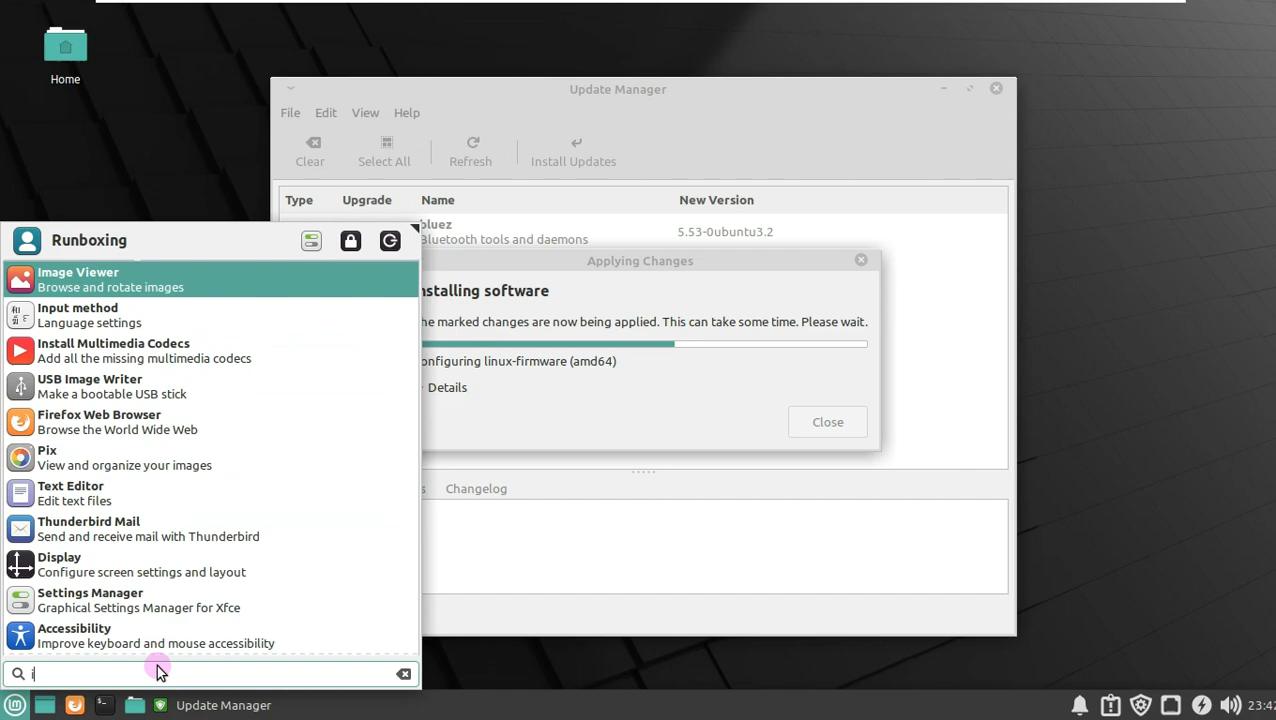 Home
Update Manager
File Edit View Help
Clear Select All Refresh Install Updates
Type Upgrade Name New Version
bluez
Bluetooth tools and daemons
5.53-0ubuntu3.2
Applying Changes
nstalling software
he marked changes are now being applied. This can take some time. Please wait.
onfiguring linux-firmware (amd64)
Details
Close
s Changelog
Runboxing
Image Viewer
Browse and rotate images
Input method
Language settings
Install Multimedia Codecs
Add all the missing multimedia codecs
USB Image Writer
Make a bootable USB stick
Firefox Web Browser
Browse the World Wide Web
Pix
View and organize your images
Text Editor
Edit text files
Thunderbird Mail
Send and receive mail with Thunderbird
Display
Configure screen settings and layout
Settings Manager
Graphical Settings Manager for Xfce
Accessibility
Improve keyboard and mouse accessibility
i
Update Manager
23:42